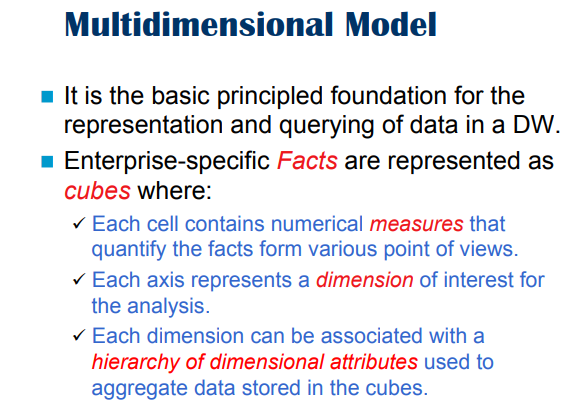 Multidimensional Model
It is the basic principled foundation for the
representation and querying of data in a DW.
Enterprise-specific Facts are represented as
cubes where:
Each cell contains numerical measures that
quantify the facts form various point of views.
Each axis represents a dimension of interest for
the analysis.
Each dimension can be associated with a
hierarchy of dimensional attributes used to
aggregate data stored in the cubes.